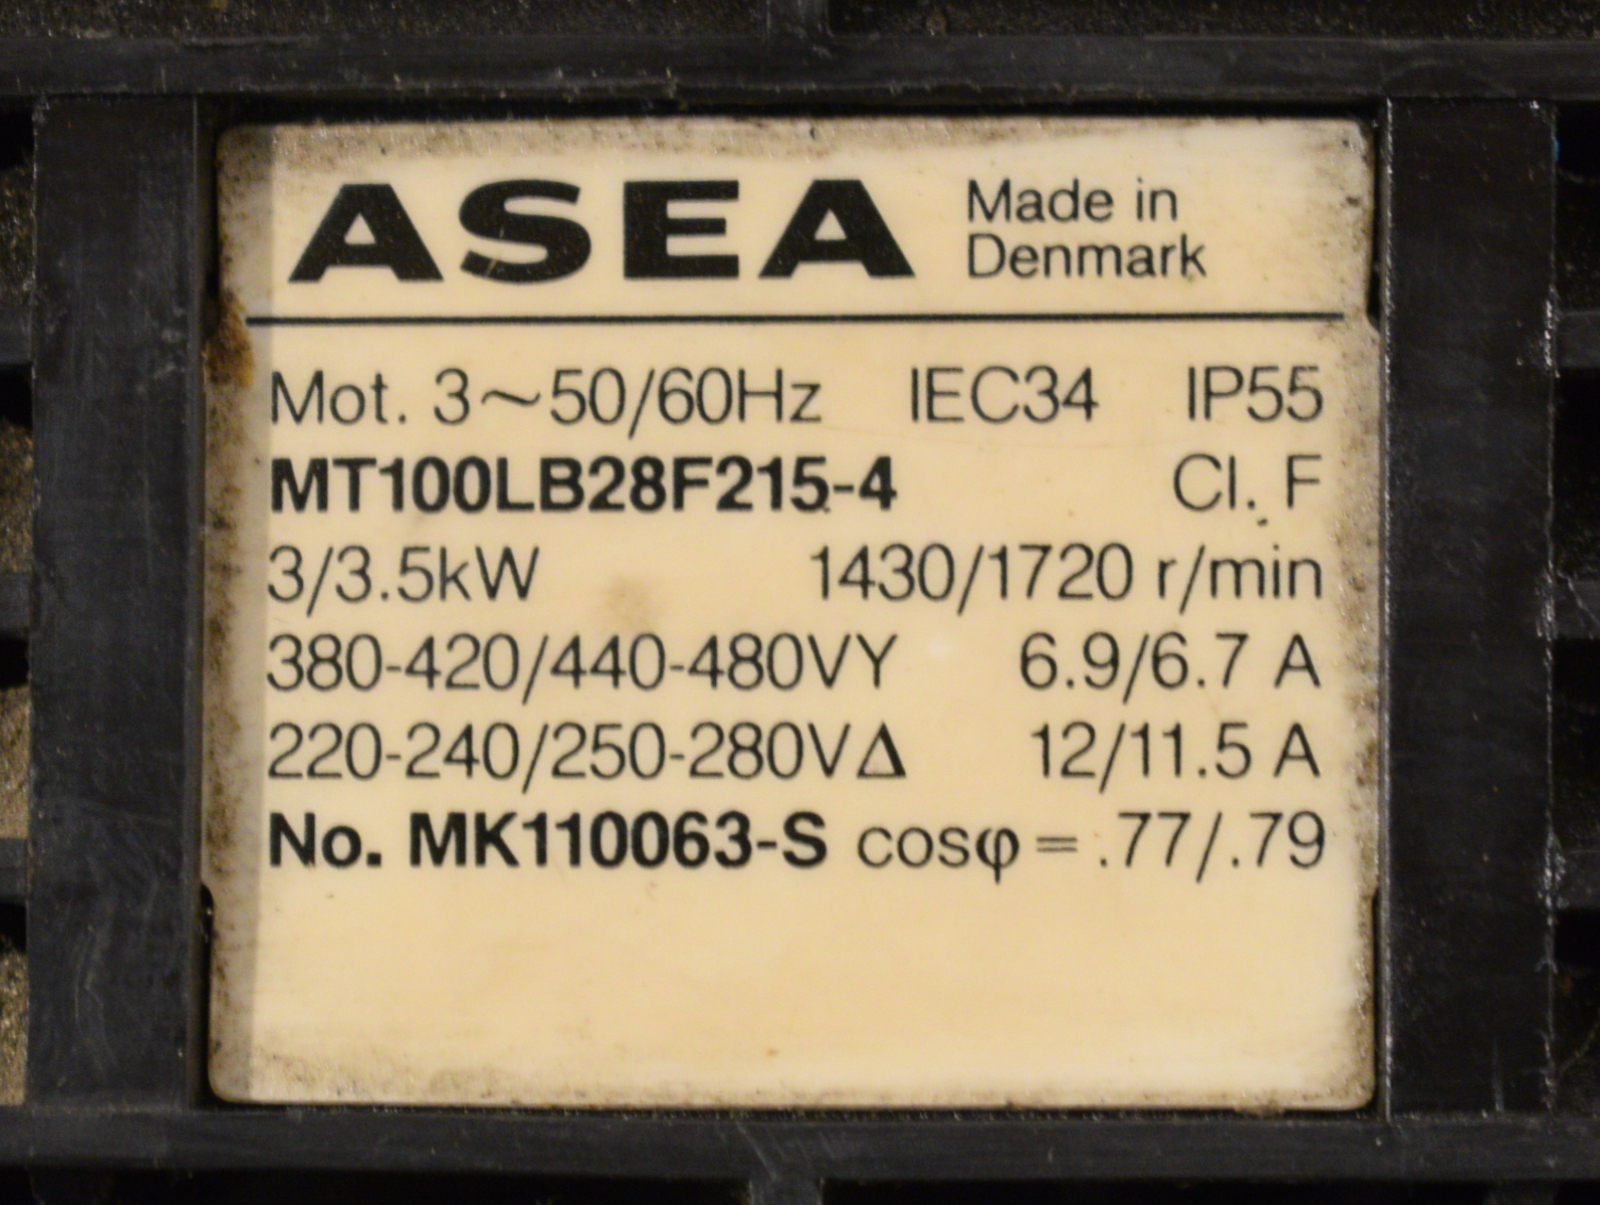 ASEA Made in
Denmark
Mot. 3~50/60Hz IEC34 IP55
MT100LB28F215-4 Cl. F
3/3.5kW 1430/1720 r/min
380-420/440-480VY 6.9/6.7 A
220-240/250-280VΔ 12/11.5 A
No. MK110063-S cosφ = .77/.79